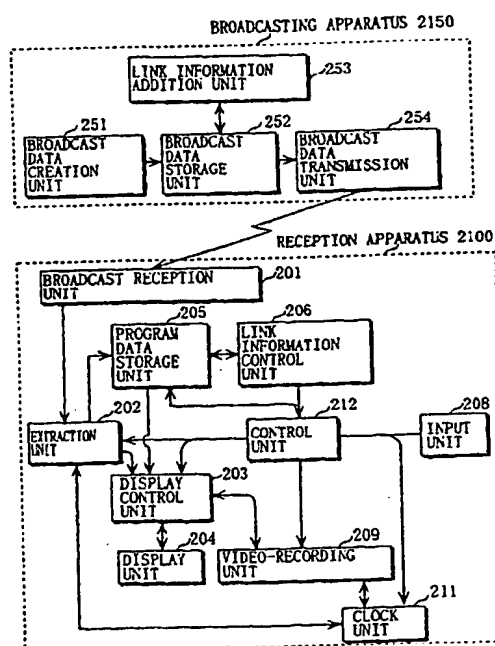 BROADCASTING APPARATUS 2150
LINK INFORMATION
ADDITION UNIT
253
251
BROADCAST
DATA
CREATION
UNIT
252
BROADCAST
DATA
STORAGE
UNIT
254
BROADCAST
DATA
TRANSMISSION
UNIT
RECEPTION APPARATUS 2100
BROADCAST RECEPTION
UNIT
201
205
PROGRAM
DATA
STORAGE
UNIT
206
LINK
INFORMATION
CONTROL
UNIT
202
EXTRACTION
UNIT
212
CONTROL
UNIT
208
INPUT
UNIT
203
DISPLAY
CONTROL
UNIT
204
DISPLAY
UNIT
209
VIDEO-RECORDING
UNIT
211
CLOCK
UNIT